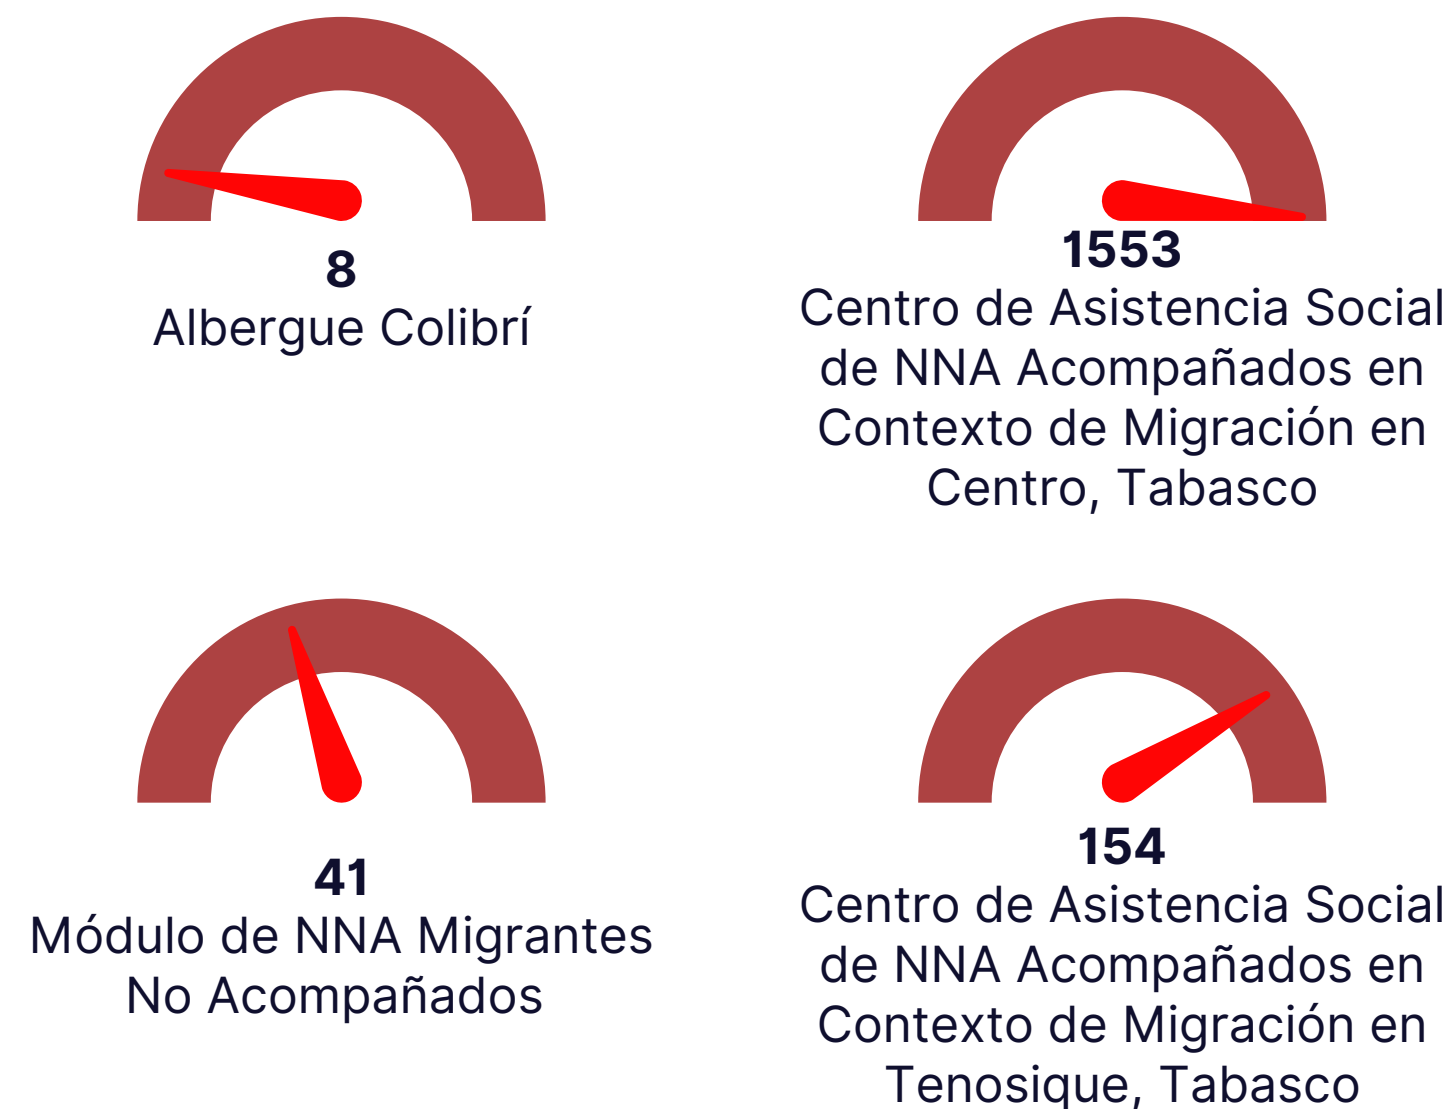 8
Albergue Colibrí
1553
Centro de Asistencia Social
de NNA Acompañados en
Contexto de Migración en
Centro, Tabasco
41
Módulo de NNA Migrantes
No Acompañados
154
Centro de Asistencia Social
de NNA Acompañados en
Contexto de Migración en
Tenosique, Tabasco